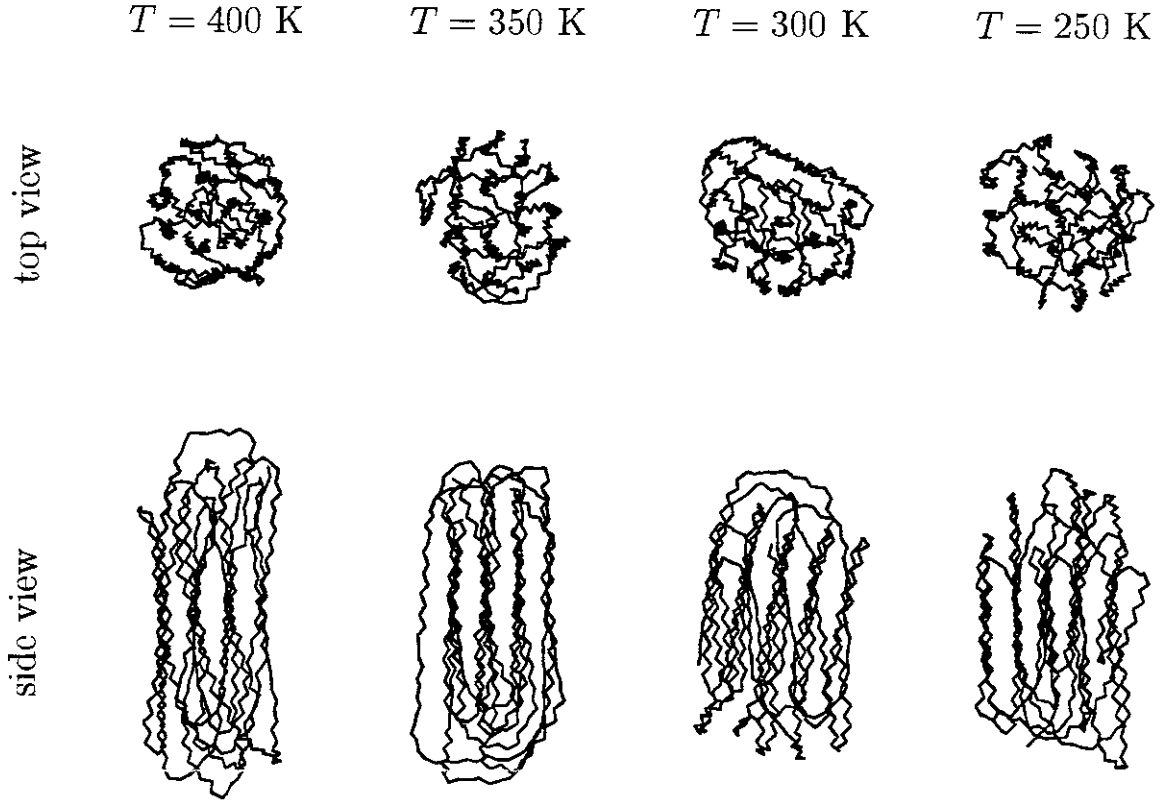 T = 400 K
T = 350 K
T = 300 K
T = 250 K
top view
side view